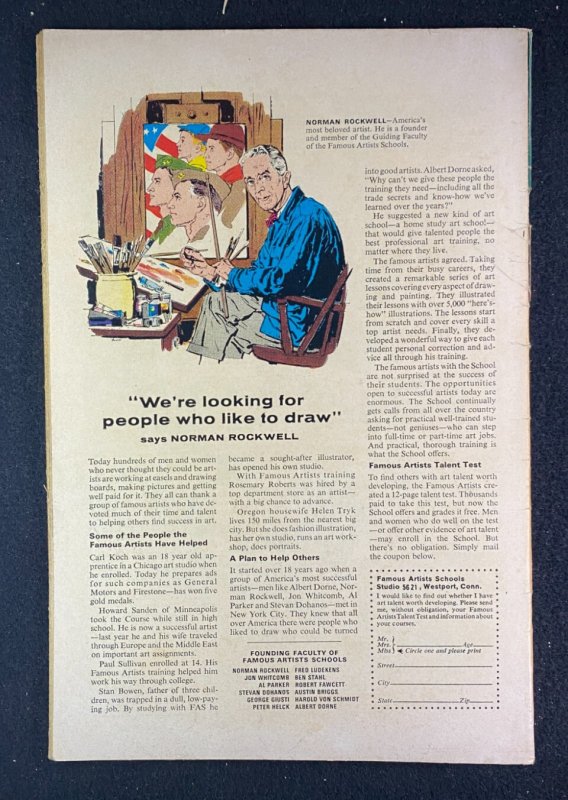 NORMAN ROCKWELL—America's
most beloved artist. He is a founder
and member of the Guiding Faculty
of the Famous Artists Schools.
"We're looking for
people who like to draw"
says NORMAN ROCKWELL
Today hundreds of men and women
who never thought they could be art-
ists are working at easels and drawing
boards, making pictures and getting
well paid for it. They all can thank a
group of famous artists who have de-
voted much of their time and talent
to helping others find success in art.
Some of the People the
Famous Artists Have Helped
Carl Koch was an 18 year old ap-
prentice in a Chicago art studio when
he enrolled. Today he prepares ads
for such companies as General
Motors and Firestone—has won five
gold medals.
Howard Sanden of Minneapolis
took the Course while still in high
school. He is now a successful artist
—last year he and his wife traveled
through Europe and the Middle East
on important art assignments.
Paul Sullivan enrolled at 14. His
Famous Artists training helped him
work his way through college.
Stan Bowen, father of three chil-
dren, was trapped in a dull, low-pay-
ing job. By studying with FAS he
became a sought-after illustrator,
has opened his own studio.
With Famous Artists training
Rosemary Roberts was hired by a
top department store as an artist—
with a big chance to advance.
Oregon housewife Helen Tryk
lives 150 miles from the nearest big
city. But she does fashion illustration,
has her own studio, runs an art work-
shop, does portraits.
A Plan to Help Others
It started over 18 years ago when a
group of America's most successful
artists—men like Albert Dorne, Nor-
man Rockwell, Jon Whitcomb, Al
Parker and Stevan Dohanos—met in
New York City. They knew that all
over America there were people who
liked to draw who could be turned
FOUNDING FACULTY OF
FAMOUS ARTISTS SCHOOLS
NORMAN ROCKWELL FRED LUDEKENS
JON WHITCOMB BEN STAHL
AL PARKER ROBERT FAWCETT
STEVAN DOHANOS AUSTIN BRIGGS
GEORGE GIUSTI HAROLD VON SCHMIDT
PETER HELCK ALBERT DORNE
into good artists. Albert Dorne asked,
"Why can't we give these people the
training they need—including all the
trade secrets and know-how we've
learned over the years?"
He suggested a new kind of art
school—a home study art school—
that would give talented people the
best professional art training, no
matter where they live.
The famous artists agreed. Taking
time from their busy careers, they
created a remarkable series of art
lessons covering every aspect of draw-
ing and painting. They illustrated
their lessons with over 5,000 "here's-
how" illustrations. The lessons start
from scratch and cover every skill a
top artist needs. Finally, they de-
veloped a wonderful way to give each
student personal correction and ad-
vice all through his training.
The famous artists with the School
are not surprised at the success of
their students. The opportunities
open to successful artists today are
enormous. The School continually
gets calls from all over the country
asking for practical well-trained stu-
dents—not geniuses—who can step
into full-time or part-time art jobs.
And practical, thorough training is
what the School offers.
Famous Artists Talent Test
To find others with art talent worth
developing, the Famous Artists cre-
ated a 12-page talent test. Thousands
paid to take this test, but now the
School offers and grades it free. Men
and women who do well on the test
—or offer other evidence of art talent
—may enroll in the School. But
there's no obligation. Simply mail
the coupon below.
Famous Artists Schools
Studio 3621, Westport, Conn.
I would like to find out whether I have
art talent worth developing. Please send
me, without obligation, your Famous
Artists Talent Test and information about
your courses.
Mr.
Mrs. Age
Miss Circle one and please print
Street
City
State Zip